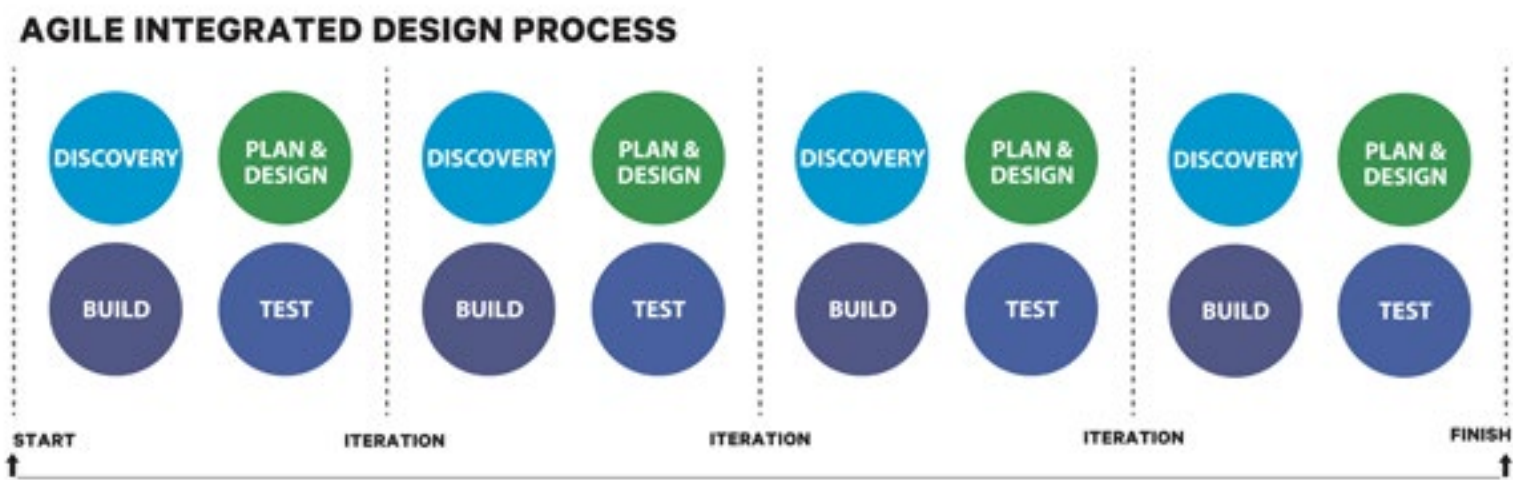 AGILE INTEGRATED DESIGN PROCESS
DISCOVERY
PLAN &
DESIGN
BUILD
TEST
DISCOVERY
PLAN &
DESIGN
BUILD
TEST
DISCOVERY
PLAN &
DESIGN
BUILD
TEST
DISCOVERY
PLAN &
DESIGN
BUILD
TEST
START
ITERATION
ITERATION
ITERATION
FINISH